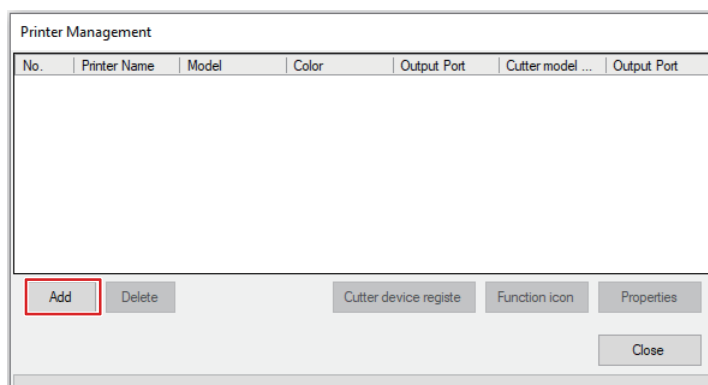 Printer Management
No. Printer Name Model Color Output Port Cutter model ... Output Port
Add Delete Cutter device registe Function icon Properties
Close